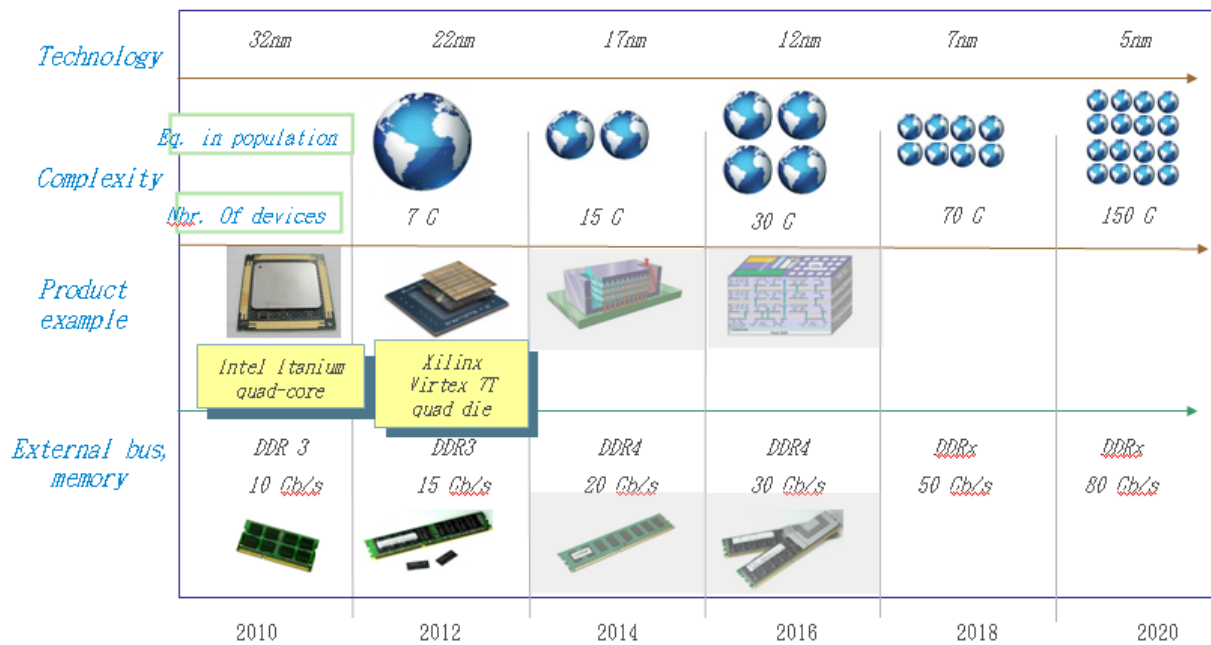 32nm 22nm 17nm 12nm 7nm 5nm
Technology
Eq. in population
Complexity
Nbr. Of devices 7 G 15 G 30 G 70 G 150 G
Product
example
Intel Itanium
quad-core
Xilinx
Virtex 7T
quad die
External bus,
memory
DDR 3 DDR3 DDR4 DDR4 DDRx DDRx
10 Gb/s 15 Gb/s 20 Gb/s 30 Gb/s 50 Gb/s 80 Gb/s
2010 2012 2014 2016 2018 2020